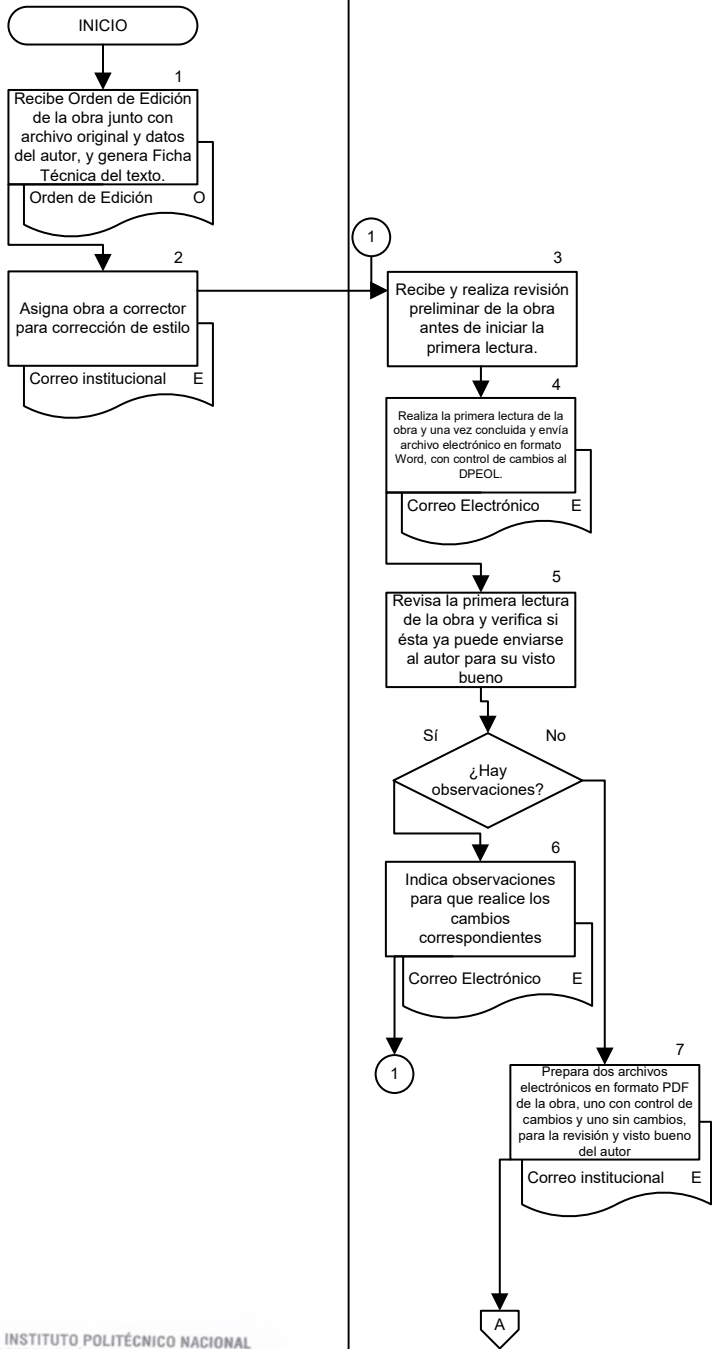 INICIO
1
Recibe Orden de Edición
de la obra junto con
archivo original y datos
del autor, y genera Ficha
Técnica del texto.
Orden de Edición O
2
Asigna obra a corrector
para corrección de estilo
Correo institucional E
1
3
Recibe y realiza revisión
preliminar de la obra
antes de iniciar la
primera lectura.
4
Realiza la primera lectura de la
obra y una vez concluida y envía
archivo electrónico en formato
Word, con control de cambios al
DPEOL.
Correo Electrónico E
5
Revisa la primera lectura
de la obra y verifica si
ésta ya puede enviarse
al autor para su visto
bueno
Sí No
¿Hay
observaciones?
6
Indica observaciones
para que realice los
cambios
correspondientes
Correo Electrónico E
1
7
Prepara dos archivos
electrónicos en formato PDF
de la obra, uno con control de
cambios y uno sin cambios,
para la revisión y visto bueno
del autor
Correo institucional E
A
INSTITUTO POLITÉCNICO NACIONAL